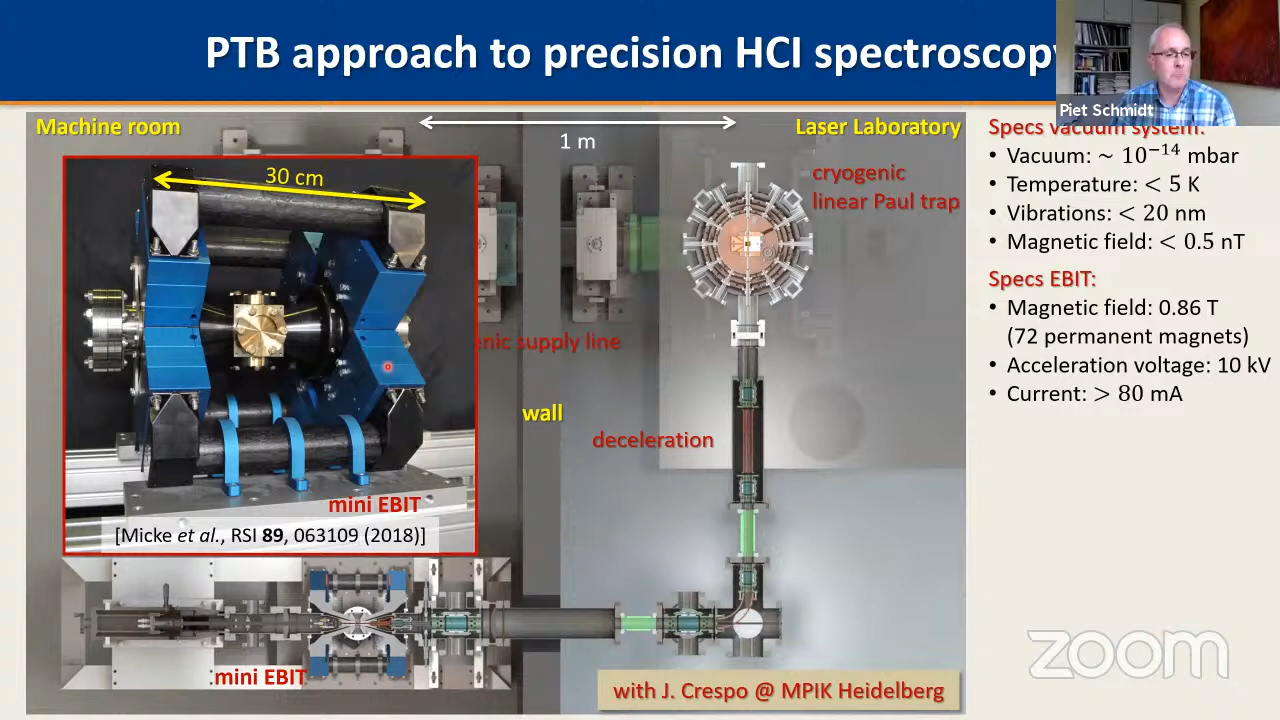 PTB approach to precision HCI spectroscopy
Piet Schmidt
Machine room
1 m
Laser Laboratory
30 cm
cryogenic
linear Paul trap
supply line
wall
deceleration
mini EBIT
[Micke et al., RSI 89, 063109 (2018)]
mini EBIT
with J. Crespo @ MPIK Heidelberg
Specs vacuum system:
• Vacuum: ~ 10⁻¹⁴ mbar
• Temperature: < 5 K
• Vibrations: < 20 nm
• Magnetic field: < 0.5 nT
Specs EBIT:
• Magnetic field: 0.86 T
(72 permanent magnets)
• Acceleration voltage: 10 kV
• Current: > 80 mA
zoom